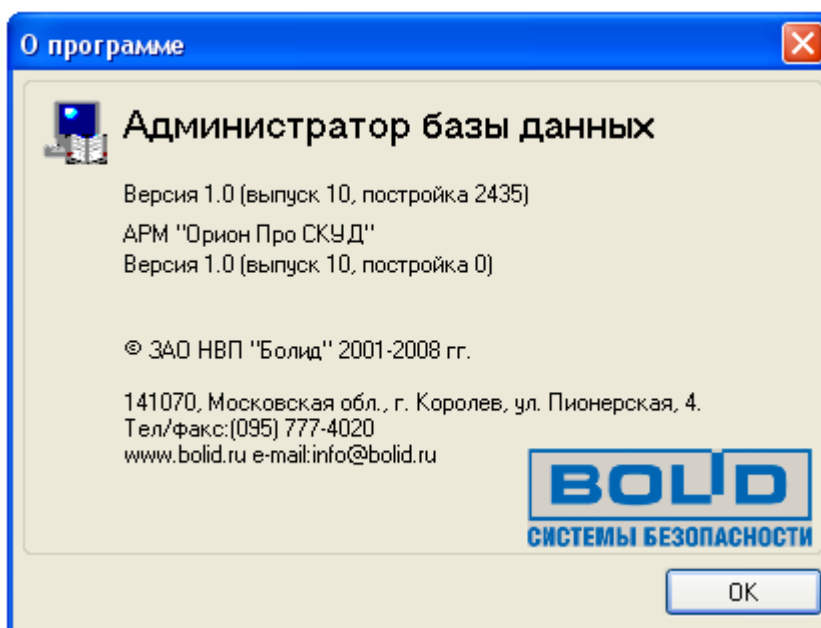 О программе
Администратор базы данных
Версия 1.0 (выпуск 10, постройка 2435)
АРМ "Орион Про СКУД"
Версия 1.0 (выпуск 10, постройка 0)
© ЗАО НВП "Болид" 2001-2008 гг.
141070, Московская обл., г. Королев, ул. Пионерская, 4.
Тел/факс:(095) 777-4020
www.bolid.ru e-mail:info@bolid.ru
BOLID
СИСТЕМЫ БЕЗОПАСНОСТИ
OK